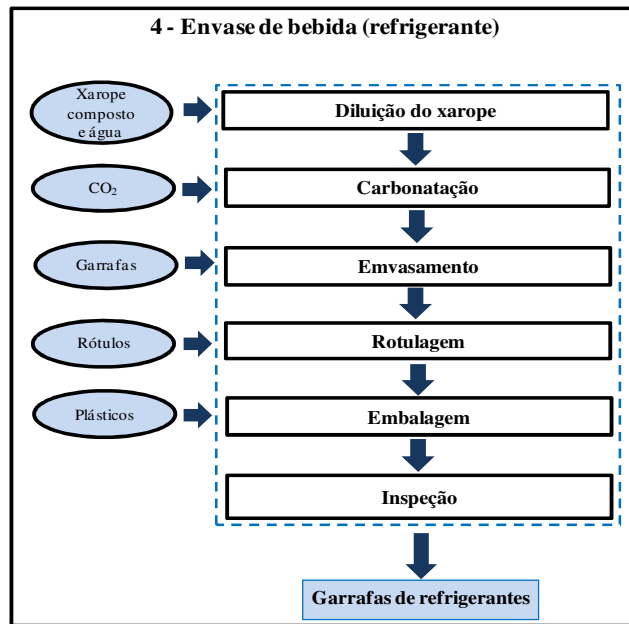 4 - Envase de bebida (refrigerante)
Xarope
composto
e água
Diluição do xarope
CO₂
Carbonatação
Garrafas
Emvasamento
Rótulos
Rotulagem
Plásticos
Embalagem
Inspeção
Garrafas de refrigerantes